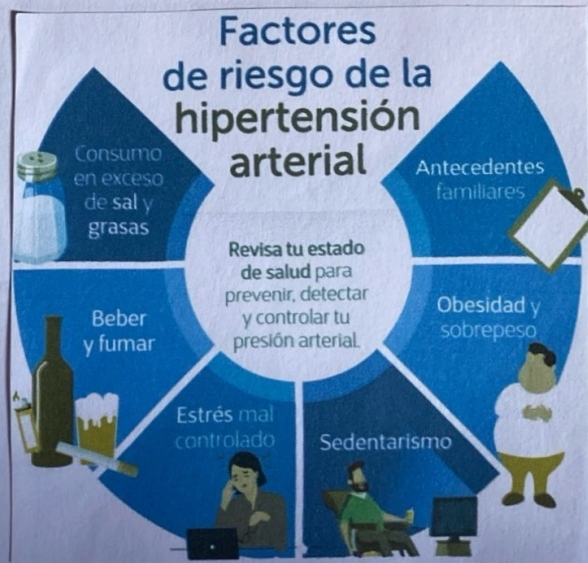 Factores
de riesgo de la
hipertensión
arterial
Consumo
en exceso
de sal y
grasas
Antecedentes
familiares
Revisa tu estado
de salud para
prevenir, detectar
y controlar tu
presión arterial.
Beber
y fumar
Obesidad y
sobrepeso
Estrés mal
controlado
Sedentarismo